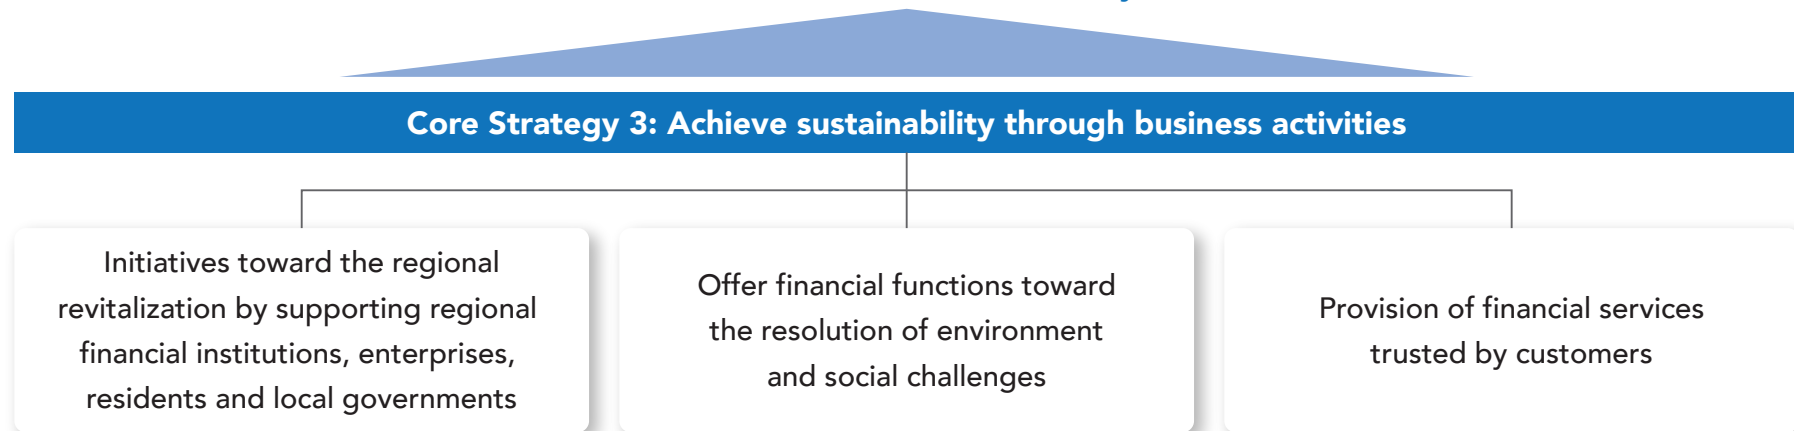 Core Strategy 3: Achieve sustainability through business activities
Initiatives toward the regional
revitalization by supporting regional
financial institutions, enterprises,
residents and local governments
Offer financial functions toward
the resolution of environment
and social challenges
Provision of financial services
trusted by customers